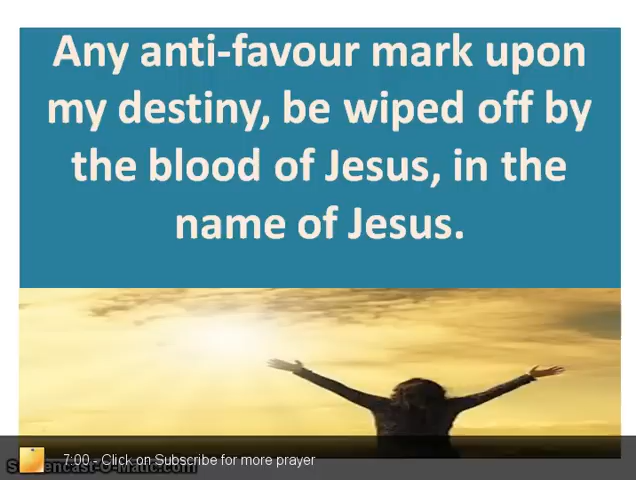 Any anti-favour mark upon
my destiny, be wiped off by
the blood of Jesus, in the
name of Jesus.
7:00 - Click on Subscribe for more prayer